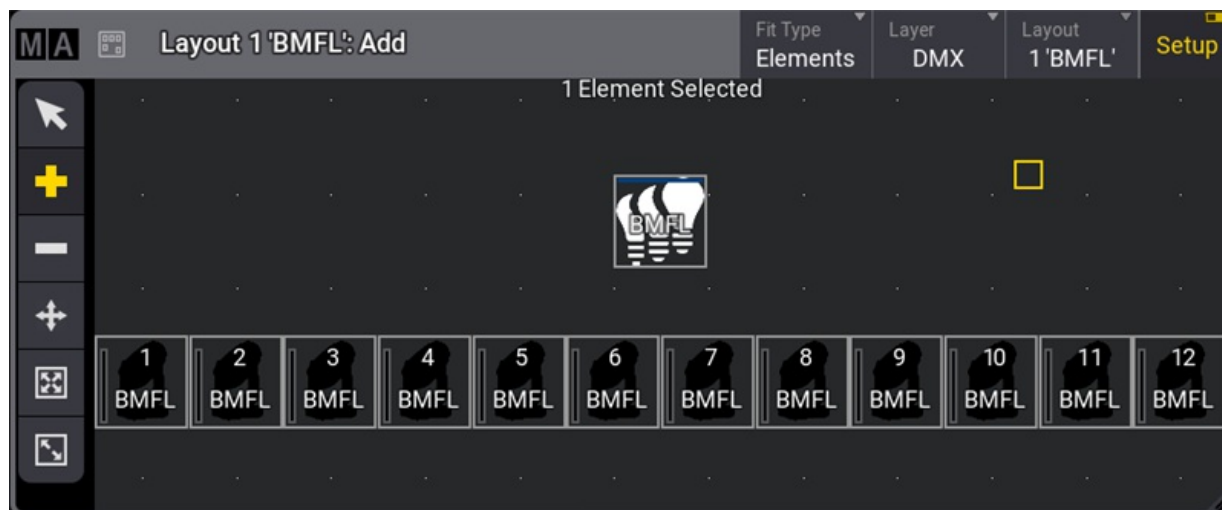 MA Layout 1 'BMFL': Add
Fit Type
Elements
Layer
DMX
Layout
1 'BMFL'
Setup
1 Element Selected
BMFL
1 2 3 4 5 6 7 8 9 10 11 12
BMFL BMFL BMFL BMFL BMFL BMFL BMFL BMFL BMFL BMFL BMFL BMFL